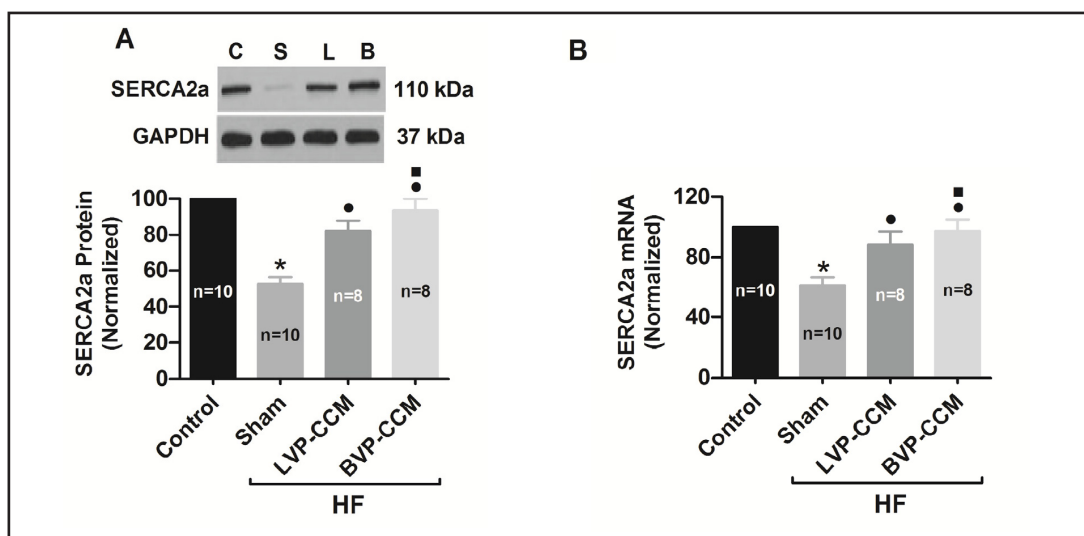 A
B
C S L B
SERCA2a 110 kDa
GAPDH 37 kDa
SERCA2a Protein
(Normalized)
100
80
60
40
20
0
n=10
*
n=10
●
n=8
■
●
n=8
Control
Sham
LVP-CCM
BVP-CCM
HF
SERCA2a mRNA
(Normalized)
120
80
40
0
n=10
*
n=10
●
n=8
■
●
n=8
Control
Sham
LVP-CCM
BVP-CCM
HF